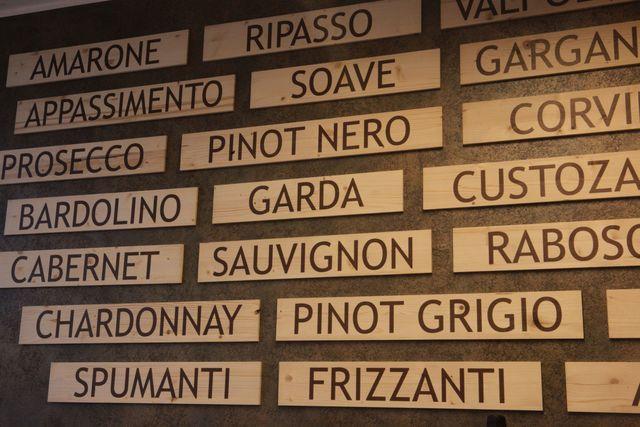 AMARONE
RIPASSO
APPASSIMENTO
SOAVE
GARGAN
PROSECCO
PINOT NERO
CORVI
BARDOLINO
GARDA
CUSTOZA
CABERNET
SAUVIGNON
RABOSO
CHARDONNAY
PINOT GRIGIO
SPUMANTI
FRIZZANTI